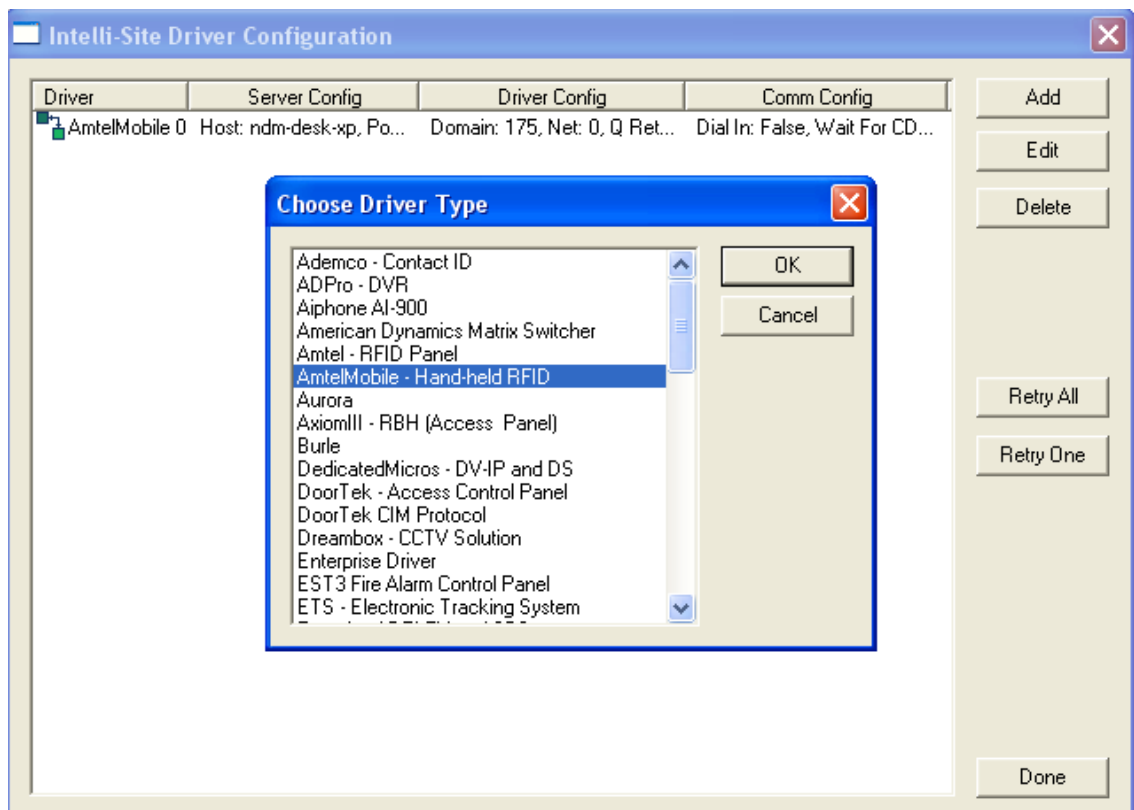 Intelli-Site Driver Configuration
Driver Server Config Driver Config Comm Config
AmtelMobile 0 Host: ndm-desk-xp, Po... Domain: 175, Net: 0, Q Ret... Dial In: False, Wait For CD...
Add
Edit
Delete
Retry All
Retry One
Done
Choose Driver Type
Ademco - Contact ID
ADPro - DVR
Aiphone AI-900
American Dynamics Matrix Switcher
Amtel - RFID Panel
AmtelMobile - Hand-held RFID
Aurora
AxiomIII - RBH (Access Panel)
Burle
DedicatedMicros - DV-IP and DS
DoorTek - Access Control Panel
DoorTek CIM Protocol
Dreambox - CCTV Solution
Enterprise Driver
EST3 Fire Alarm Control Panel
ETS - Electronic Tracking System
OK
Cancel